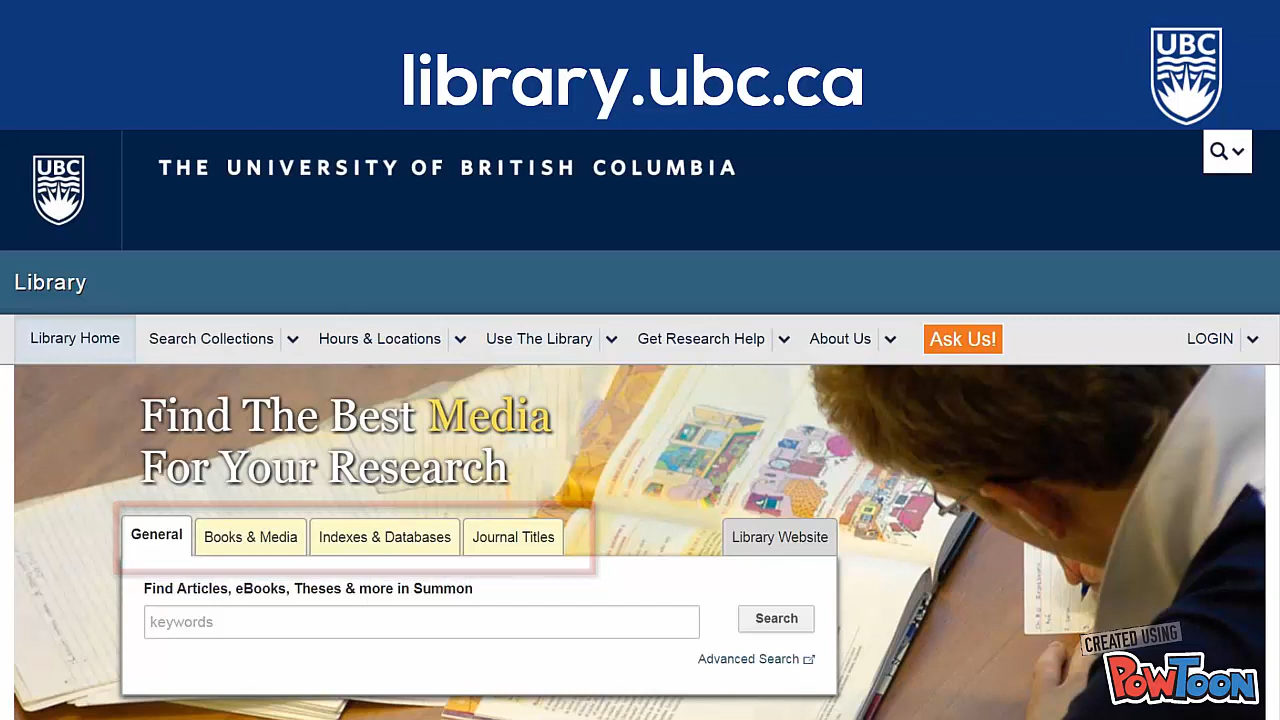 library.ubc.ca
UBC
UBC
THE UNIVERSITY OF BRITISH COLUMBIA
Library
Library Home Search Collections Hours & Locations Use The Library Get Research Help About Us Ask Us! LOGIN
Find The Best Media
For Your Research
General Books & Media Indexes & Databases Journal Titles Library Website
Find Articles, eBooks, Theses & more in Summon
keywords Search
Advanced Search
CREATED USING
POWTOON